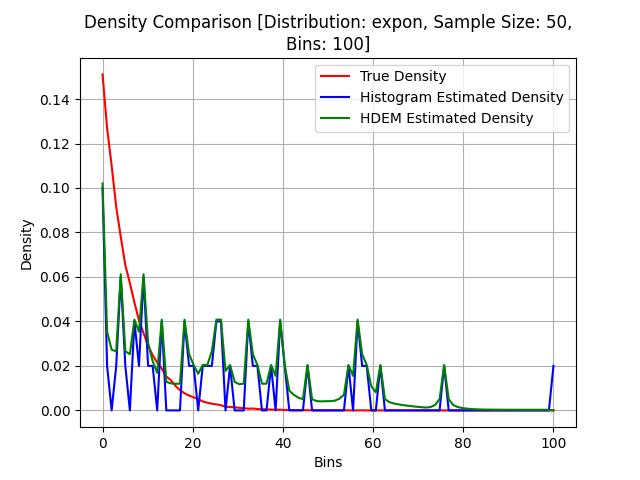 Density Comparison [Distribution: expon, Sample Size: 50,
Bins: 100]
True Density
Histogram Estimated Density
HDEM Estimated Density
Density
0.14
0.12
0.10
0.08
0.06
0.04
0.02
0.00
0 20 40 60 80 100
Bins